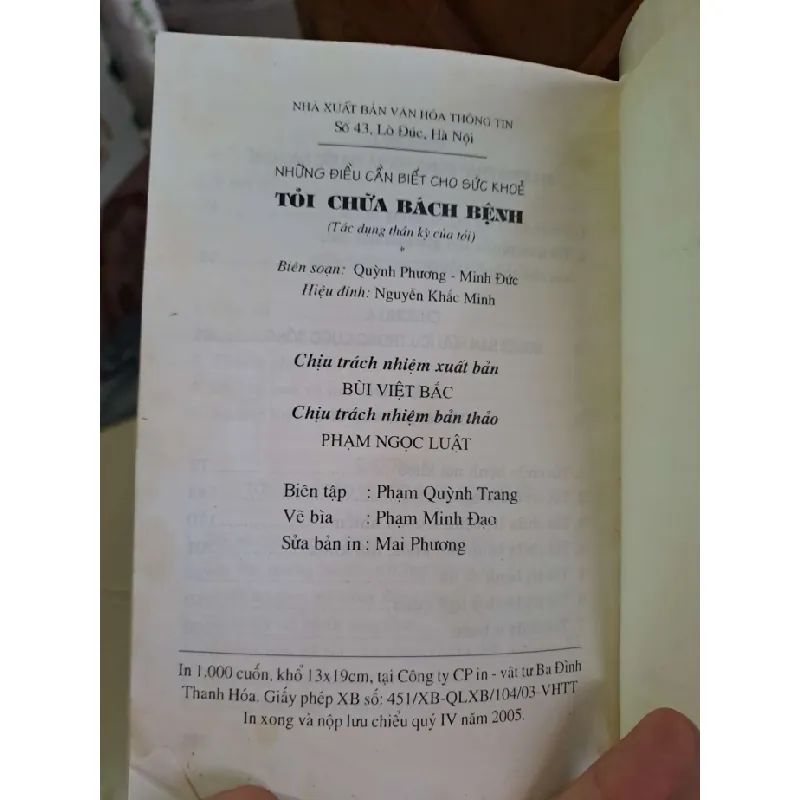 NHÀ XUẤT BẢN VĂN HÓA THÔNG TIN
Số 43, Lò Đúc, Hà Nội
NHỮNG ĐIỀU CẦN BIẾT CHO SỨC KHOẺ
TỎI CHỮA BÁCH BỆNH
(Tác dụng thần kỳ của tỏi)
Biên soạn: Quỳnh Phương - Minh Đức
Hiệu đính: Nguyễn Khắc Minh
Chịu trách nhiệm xuất bản
BÙI VIỆT BẮC
Chịu trách nhiệm bản thảo
PHẠM NGỌC LUẬT
Biên tập : Phạm Quỳnh Trang
Vẽ bìa : Phạm Minh Đạo
Sửa bản in : Mai Phương
In 1.000 cuốn, khổ 13x19cm, tại Công ty CP in - vật tư Ba Đình
Thanh Hóa. Giấy phép XB số: 451/XB-QLXB/104/03-VHTT
In xong và nộp lưu chiểu quý IV năm 2005.